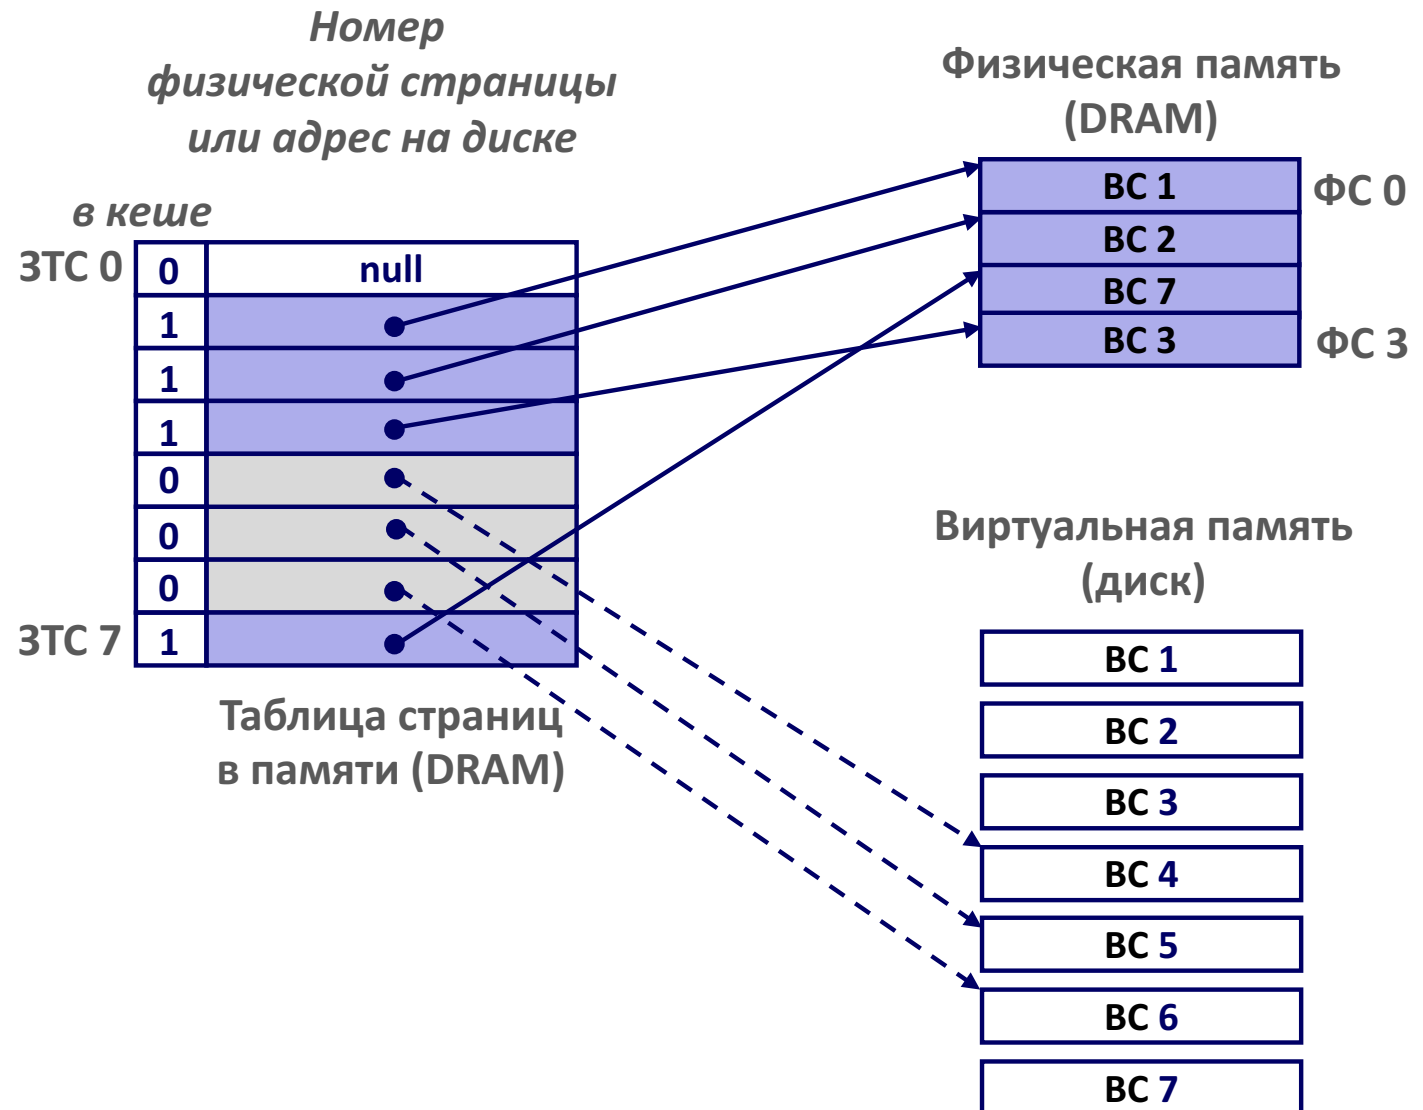 Номер
физической страницы
или адрес на диске
в кеше
ЗТС 0
0
null
1
1
1
0
0
0
ЗТС 7
1
Таблица страниц
в памяти (DRAM)
Физическая память
(DRAM)
ВС 1
ФС 0
ВС 2
ВС 7
ВС 3
ФС 3
Виртуальная память
(диск)
ВС 1
ВС 2
ВС 3
ВС 4
ВС 5
ВС 6
ВС 7